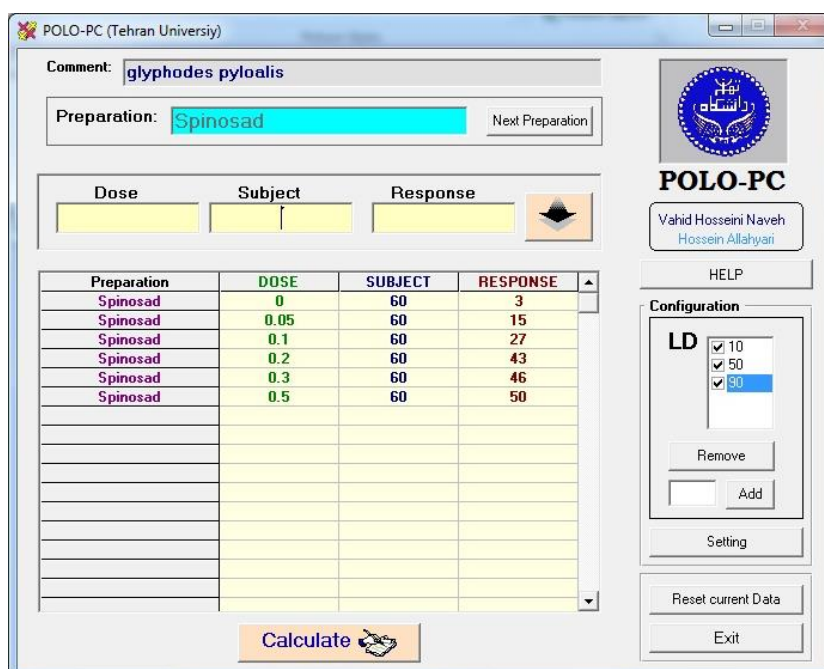 POLO-PC (Tehran Universiy)
Comment: glyphodes pyloalis
Preparation: Spinosad Next Preparation
Dose Subject Response
Preparation DOSE SUBJECT RESPONSE
Spinosad 0 60 3
Spinosad 0.05 60 15
Spinosad 0.1 60 27
Spinosad 0.2 60 43
Spinosad 0.3 60 46
Spinosad 0.5 60 50
Calculate
POLO-PC
Vahid Hosseini Naveh
Hossein Allahyari
HELP
Configuration
LD
10
50
90
Remove
Add
Setting
Reset current Data
Exit